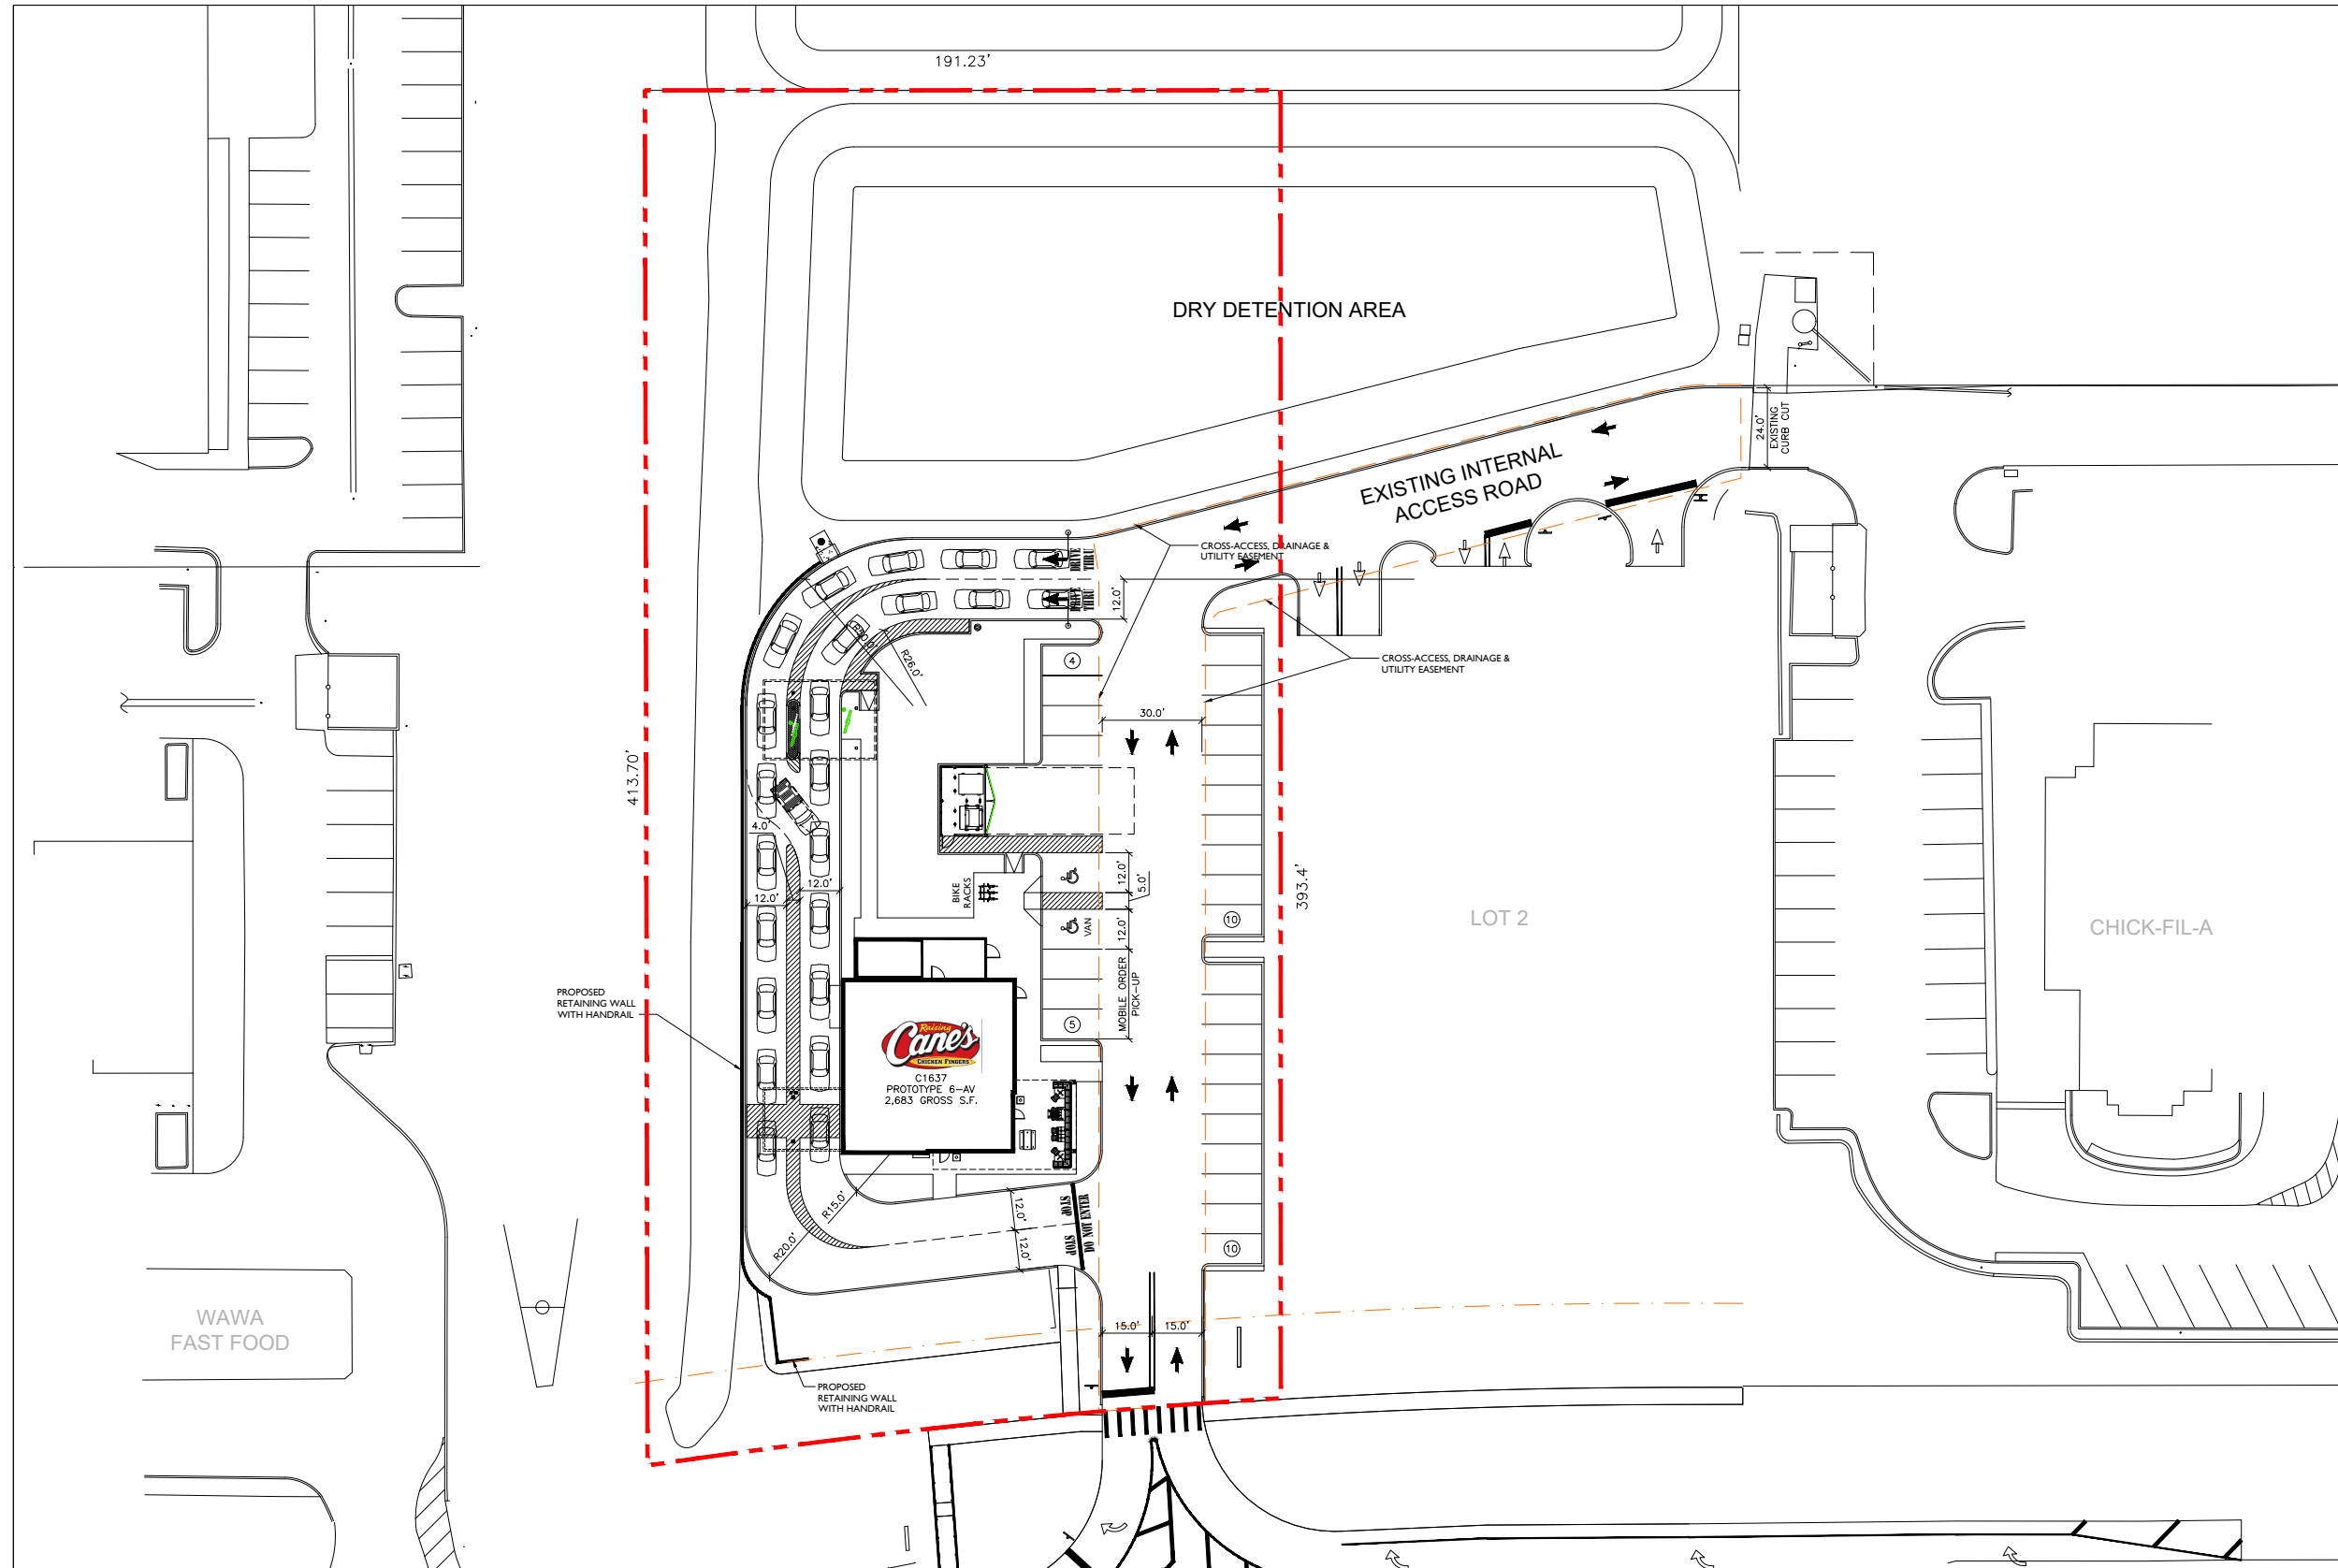 191.23'
DRY DETENTION AREA
24.0'
EXISTING
CURB CUT
EXISTING INTERNAL
ACCESS ROAD
CROSS-ACCESS, DRAINAGE &
UTILITY EASEMENT
DRIVE
THRU
DRIVE
THRU
12.0'
R26.0'
4
CROSS-ACCESS, DRAINAGE &
UTILITY EASEMENT
30.0'
413.70'
4.0'
12.0'
12.0'
BIKE
RACKS
12.0'
5.0'
VAN
12.0'
393.4'
10
LOT 2
CHICK-FIL-A
MOBILE ORDER
PICK-UP
5
PROPOSED
RETAINING WALL
WITH HANDRAIL
Raising
Cane's
CHICKEN FINGERS
C1637
PROTOTYPE 6-AV
2,683 GROSS S.F.
R15.0'
R20.0'
12.0'
12.0'
STOP
STOP
DO NOT ENTER
10
WAWA
FAST FOOD
15.0'
15.0'
PROPOSED
RETAINING WALL
WITH HANDRAIL